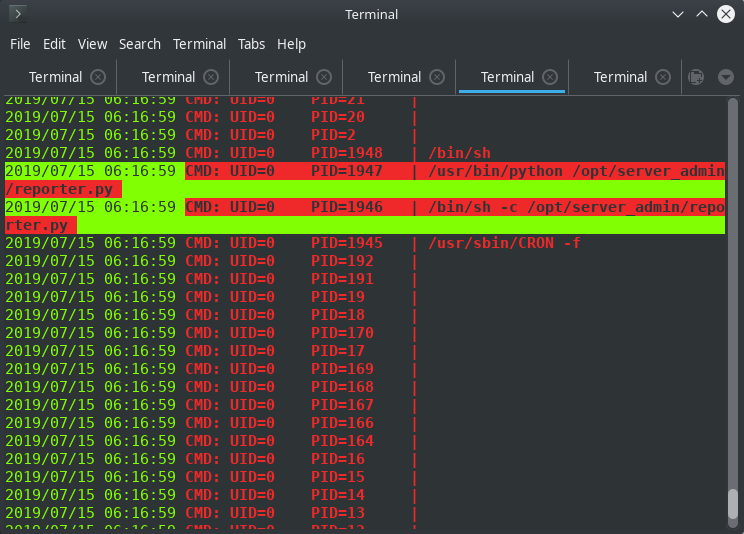 Terminal
File Edit View Search Terminal Tabs Help
Terminal Terminal Terminal Terminal Terminal Terminal
2019/07/15 06:16:59 CMD: UID=0 PID=21 |
2019/07/15 06:16:59 CMD: UID=0 PID=20 |
2019/07/15 06:16:59 CMD: UID=0 PID=2 |
2019/07/15 06:16:59 CMD: UID=0 PID=1948 | /bin/sh
2019/07/15 06:16:59 CMD: UID=0 PID=1947 | /usr/bin/python /opt/server_admin
/reporter.py
2019/07/15 06:16:59 CMD: UID=0 PID=1946 | /bin/sh -c /opt/server_admin/repo
rter.py
2019/07/15 06:16:59 CMD: UID=0 PID=1945 | /usr/sbin/CRON -f
2019/07/15 06:16:59 CMD: UID=0 PID=192 |
2019/07/15 06:16:59 CMD: UID=0 PID=191 |
2019/07/15 06:16:59 CMD: UID=0 PID=19 |
2019/07/15 06:16:59 CMD: UID=0 PID=18 |
2019/07/15 06:16:59 CMD: UID=0 PID=170 |
2019/07/15 06:16:59 CMD: UID=0 PID=17 |
2019/07/15 06:16:59 CMD: UID=0 PID=169 |
2019/07/15 06:16:59 CMD: UID=0 PID=168 |
2019/07/15 06:16:59 CMD: UID=0 PID=167 |
2019/07/15 06:16:59 CMD: UID=0 PID=166 |
2019/07/15 06:16:59 CMD: UID=0 PID=164 |
2019/07/15 06:16:59 CMD: UID=0 PID=16 |
2019/07/15 06:16:59 CMD: UID=0 PID=15 |
2019/07/15 06:16:59 CMD: UID=0 PID=14 |
2019/07/15 06:16:59 CMD: UID=0 PID=13 |
2019/07/15 06:16:59 CMD: UID=0 PID=12 |